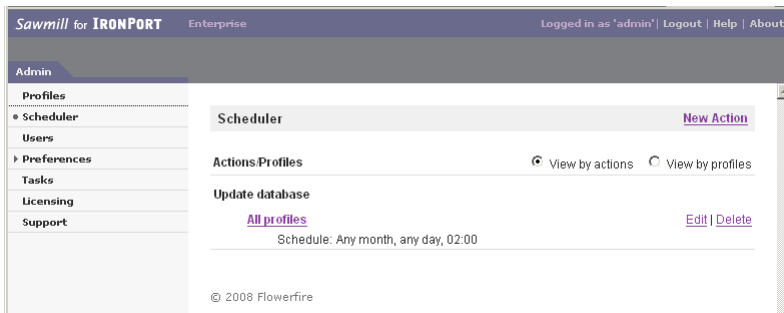 Sawmill for IRONPORT Enterprise Logged in as 'admin'| Logout | Help | About
Admin
Profiles
Scheduler
Users
Preferences
Tasks
Licensing
Support
Scheduler New Action
Actions/Profiles View by actions View by profiles
Update database
All profiles Edit | Delete
Schedule: Any month, any day, 02:00
© 2008 Flowerfire